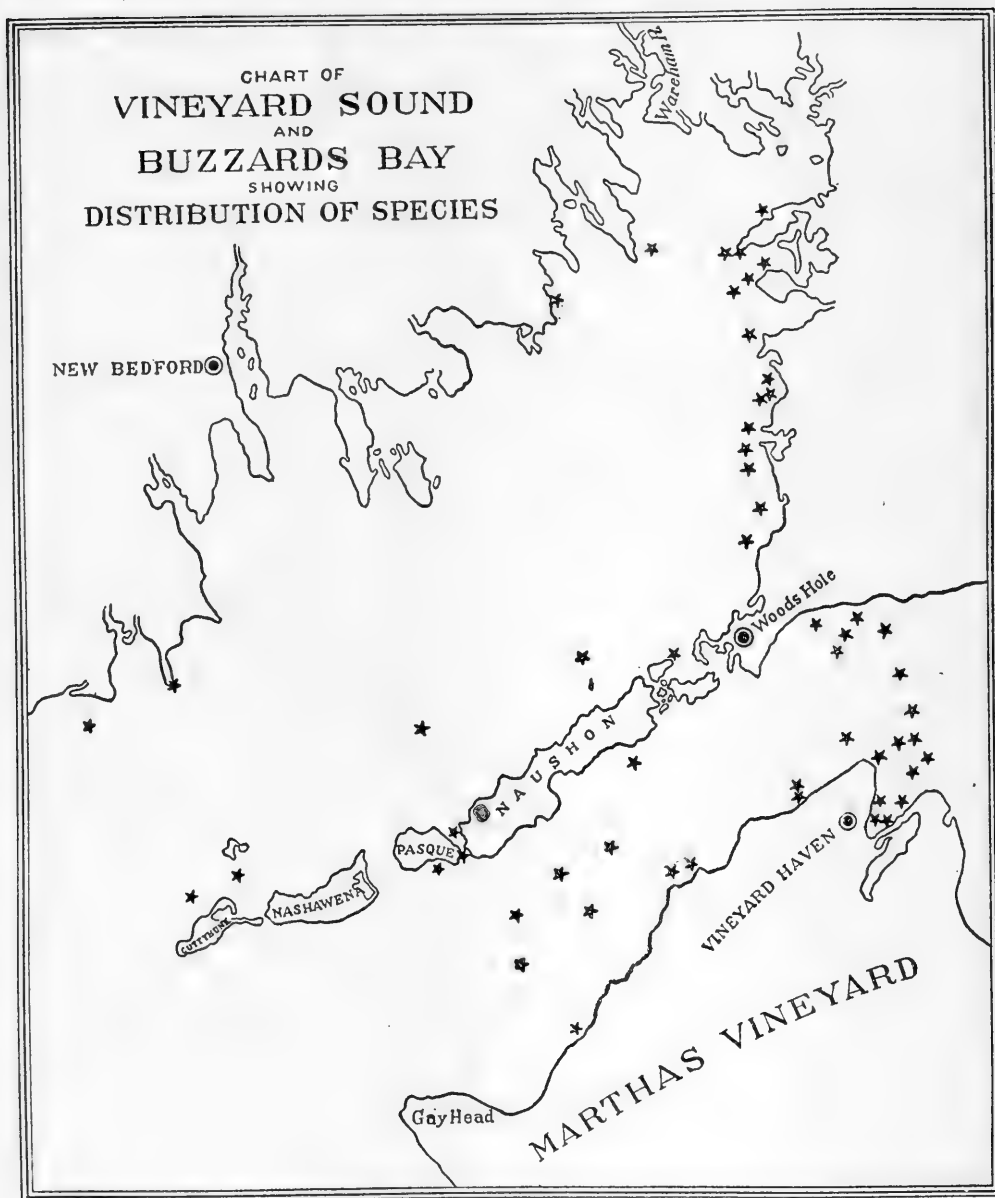 CHART OF
VINEYARD SOUND
AND
BUZZARDS BAY
SHOWING
DISTRIBUTION OF SPECIES
Wareham R.
NEW BEDFORD
Woods Hole
NAUSHON
PASQUE
NASHAWENA
CUTTYHUNK
VINEYARD HAVEN
MARTHAS VINEYARD
Gay Head